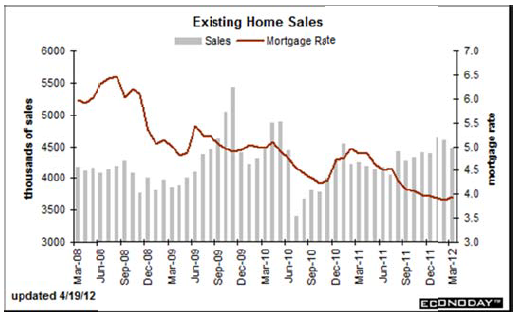 Existing Home Sales
Sales Mortgage Rate
6000 7.0
5500 6.5
5000 6.0
4500 5.5
4000 5.0
3500 4.5
3000 4.0
3.5
3.0
thousands of sales
mortgage rate
Mar-08 Jun-08 Sep-08 Dec-08 Mar-09 Jun-09 Sep-09 Dec-09 Mar-10 Jun-10 Sep-10 Dec-10 Mar-11 Jun-11 Sep-11 Dec-11 Mar-12
updated 4/19/12
ECONODAY